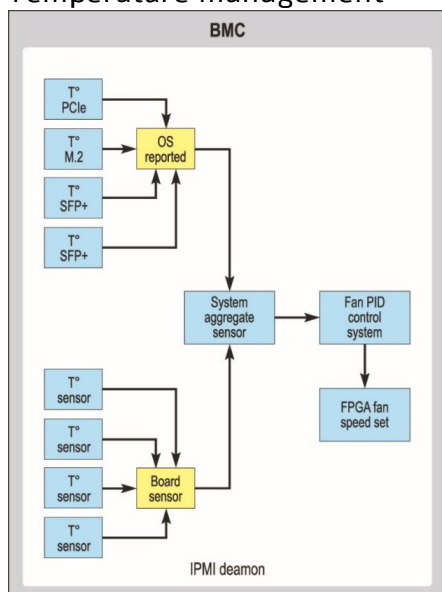 Temperature management
BMC
T°
PCIe
T°
M.2
T°
SFP+
T°
SFP+
OS
reported
System
aggregate
sensor
Fan PID
control
system
FPGA fan
speed set
T°
sensor
T°
sensor
T°
sensor
T°
sensor
Board
sensor
IPMI deamon